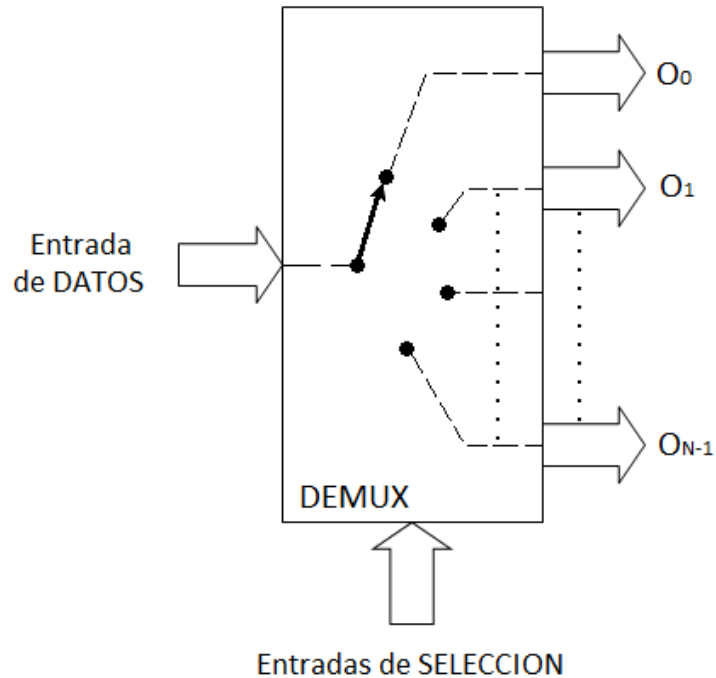 O0
O1
Entrada
de DATOS
ON-1
DEMUX
Entradas de SELECCION